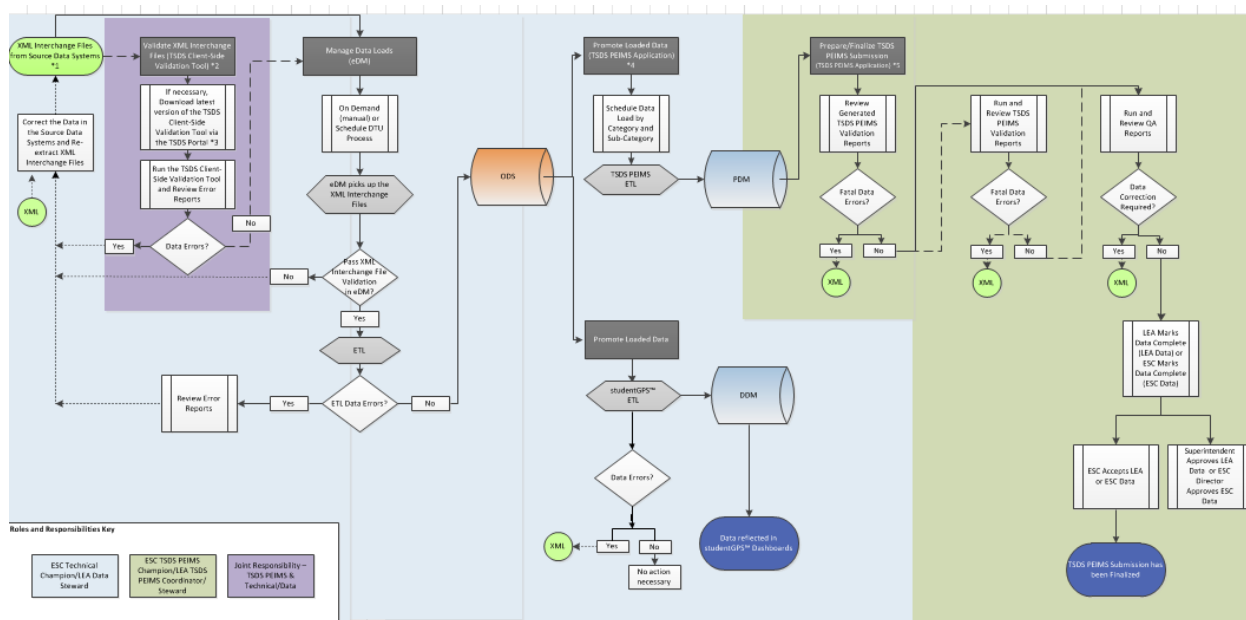 XML Interchange Files
from Source Data Systems
*1
Validate XML Interchange
Files (TSDS Client-Side
Validation Tool) *2
Manage Data Loads
(eDM)
Promote Loaded Data
(TSDS PEIMS Application)
*4
Prepare/Finalize TSDS
PEIMS Submission
(TSDS PEIMS Application) *5
Correct the Data in
the Source Data
Systems and Re-
extract XML
Interchange Files
XML
If necessary,
Download latest
version of the TSDS
Client-Side
Validation Tool via
the TSDS Portal *3
Run the TSDS Client-
Side Validation Tool
and Review Error
Reports
Data Errors?
Yes
No
On Demand
(manual) or
Schedule DTU
Process
eDM picks up the
XML Interchange
Files
Pass XML
Interchange File
Validation
in eDM?
No
Yes
ETL
ETL Data Errors?
Yes
No
Review Error
Reports
ODS
Schedule Data
Load by
Category and
Sub-Category
TSDS PEIMS
ETL
PDM
Review
Generated TSDS
PEIMS
Validation
Reports
Fatal Data
Errors?
Yes
No
XML
Run and
Review TSDS
PEIMS
Validation
Reports
Fatal Data
Errors?
Yes
No
XML
Run and
Review QA
Reports
Data
Correction
Required?
Yes
No
XML
LEA Marks
Data Complete
(LEA Data) or
ESC Marks
Data Complete
(ESC Data)
ESC Accepts LEA
or ESC Data
Superintendent
Approves LEA
Data or ESC
Director
Approves ESC
Data
TSDS PEIMS Submission has
been Finalized
Promote Loaded Data
studentGPS™
ETL
DDM
Data Errors?
XML
Yes
No
No action
necessary
Data reflected in
studentGPS™ Dashboards
Roles and Responsibilities Key
ESC Technical
Champion/LEA Data
Steward
ESC TSDS PEIMS
Champion/LEA TSDS
PEIMS Coordinator/
Steward
Joint Responsibility –
TSDS PEIMS &
Technical/Data